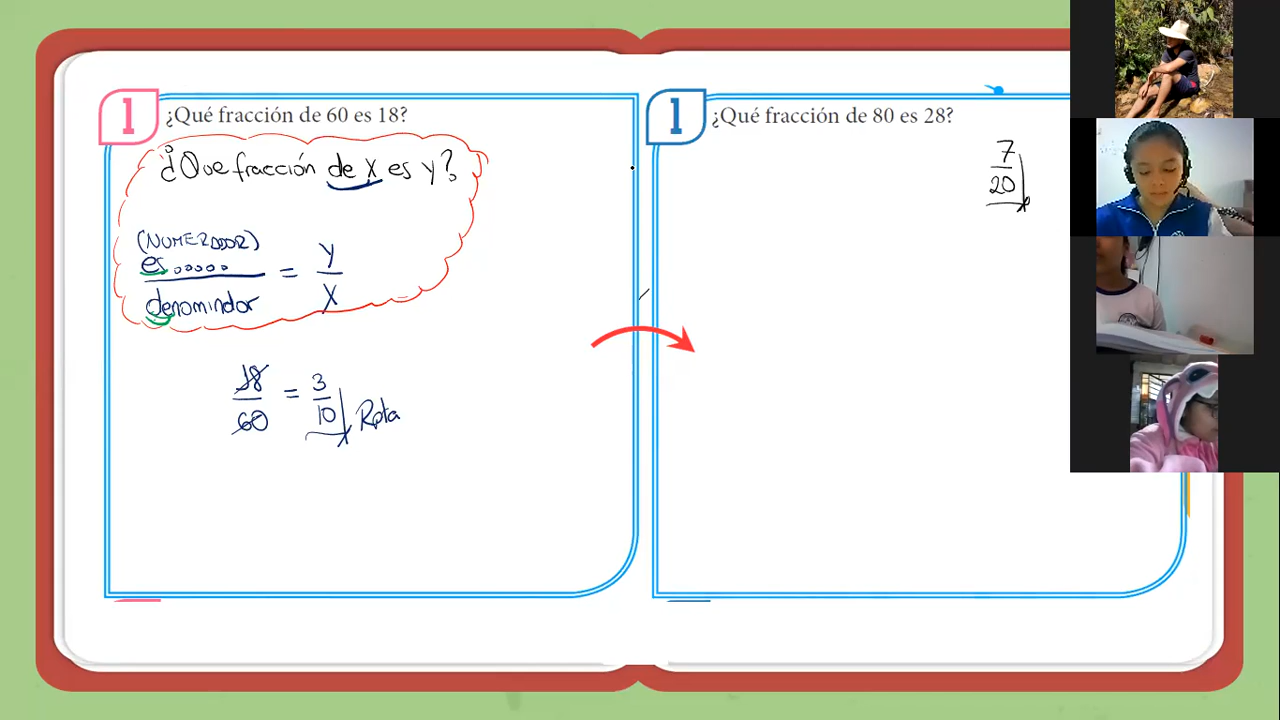 1
¿Qué fracción de 60 es 18?
¿Que fracción de X es y?
(NUMERADOR)
es ..... = Y
denomindor X
18 = 3
60 10 Rpta
1
¿Qué fracción de 80 es 28?
7
20